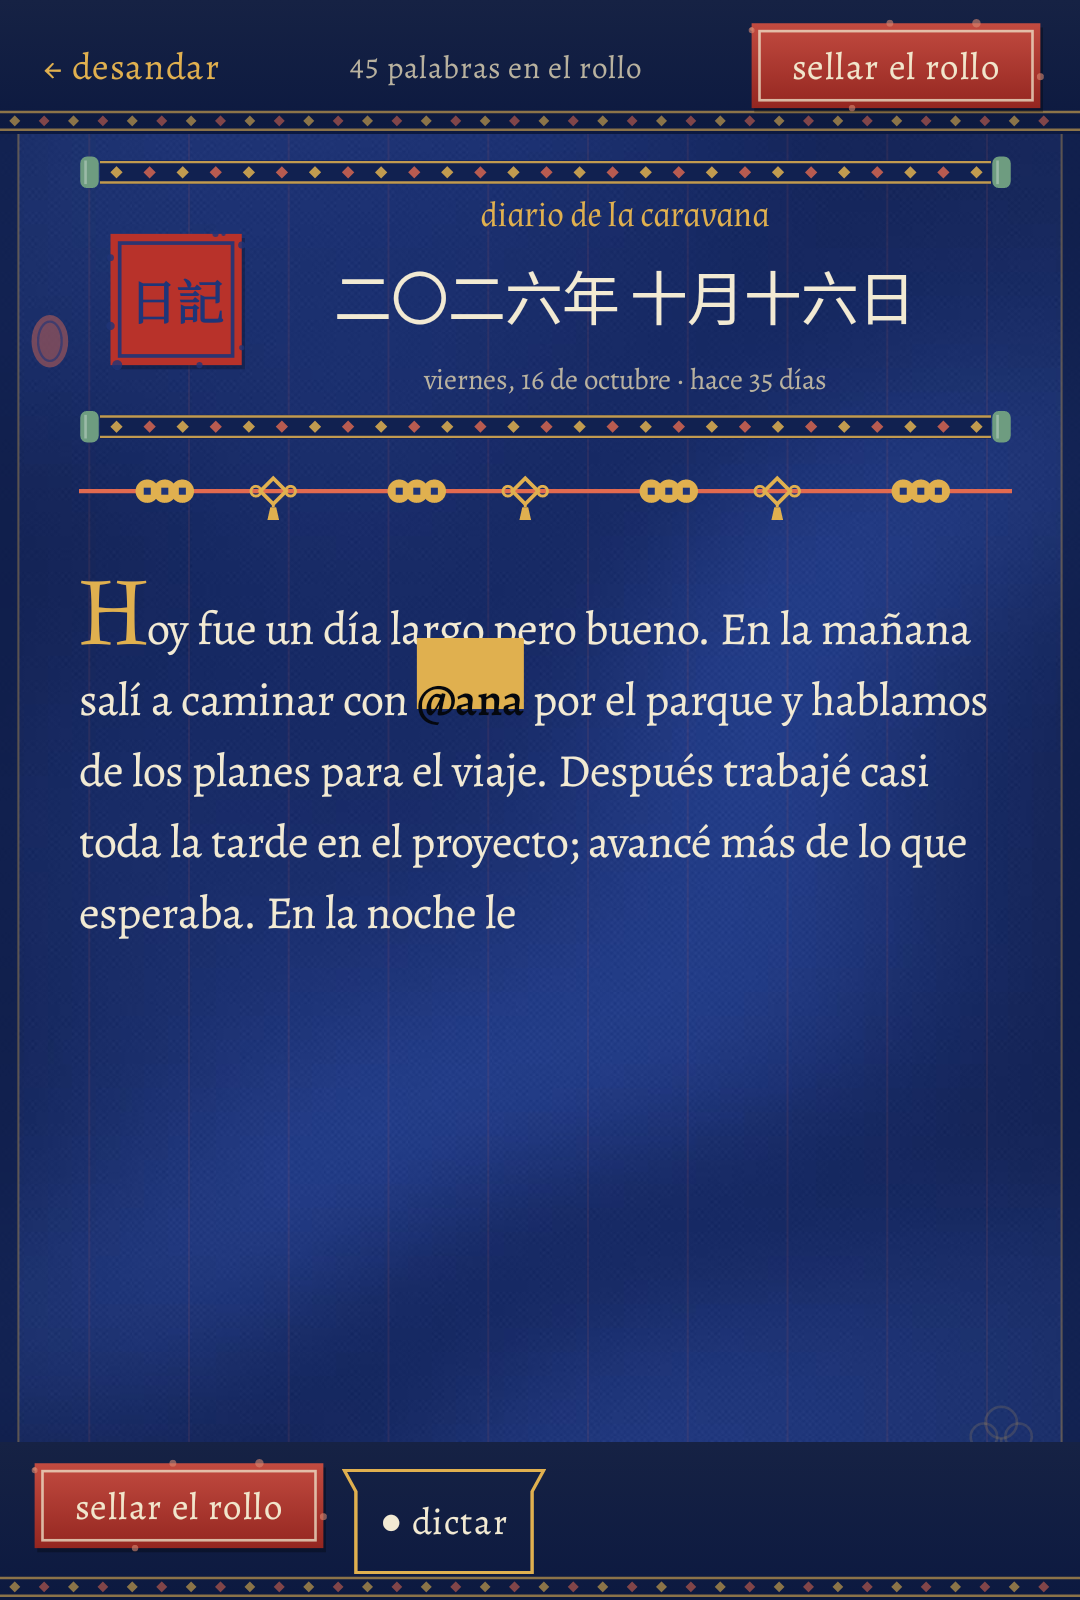 ← desandar
45 palabras en el rollo
sellar el rollo
diario de la caravana
日記
二〇二六年 十月十六日
viernes, 16 de octubre · hace 35 días
Hoy fue un día largo pero bueno. En la mañana
salí a caminar con @ana por el parque y hablamos
de los planes para el viaje. Después trabajé casi
toda la tarde en el proyecto; avancé más de lo que
esperaba. En la noche le
sellar el rollo
dictar